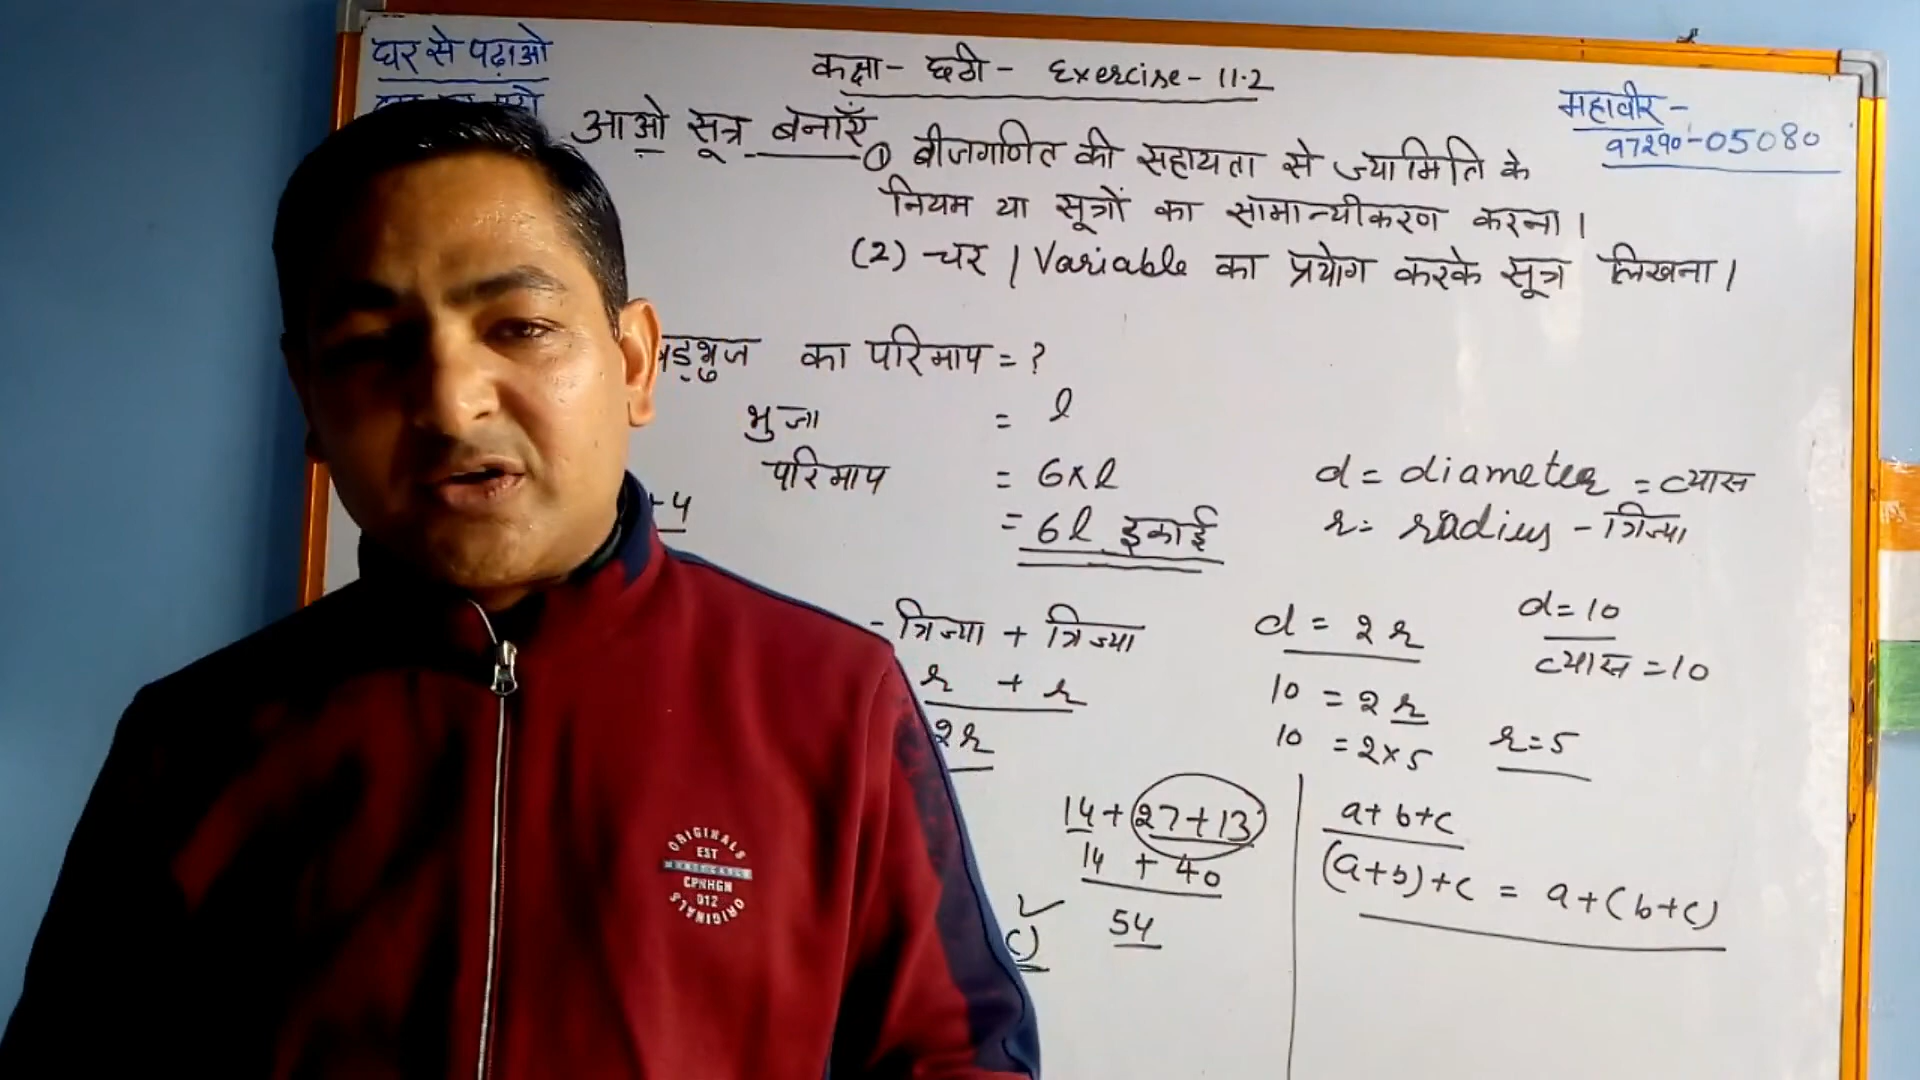 घर से पढ़ाओ
कक्षा - छठी - Exercise - 11.2
महावीर -
97290-05080
आओ सूत्र बनाएँ
① बीजगणित की सहायता से ज्यामिति के
नियम या सूत्रों का सामान्यीकरण करना।
(2) चर / Variable का प्रयोग करके सूत्र लिखना।
षड्भुज का परिमाप = ?
भुजा = l
परिमाप = 6×l
= 6l इकाई
+4
d = diameter = व्यास
r = radius - त्रिज्या
- त्रिज्या + त्रिज्या
r + r
2r
d = 2r
10 = 2r
10 = 2×5
d = 10
व्यास = 10
r = 5
14 + 27 + 13
14 + 40
54
c)
a + b + c
(a+b)+c = a+(b+c)
ORIGINALS
EST
CPNHGN
012
ORIGINALS